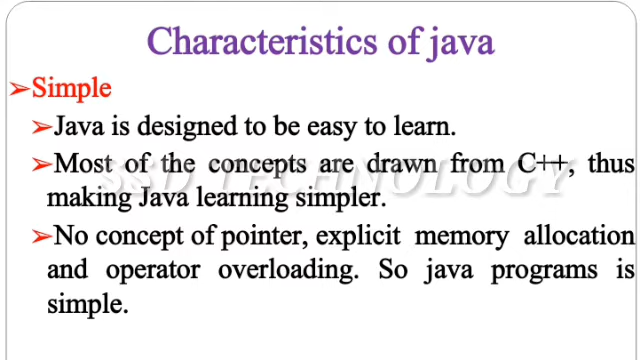 Characteristics of java
➢Simple
➢Java is designed to be easy to learn.
➢Most of the concepts are drawn from C++, thus
making Java learning simpler.
SSD TECHNOLOGY
➢No concept of pointer, explicit memory allocation
and operator overloading. So java programs is
simple.